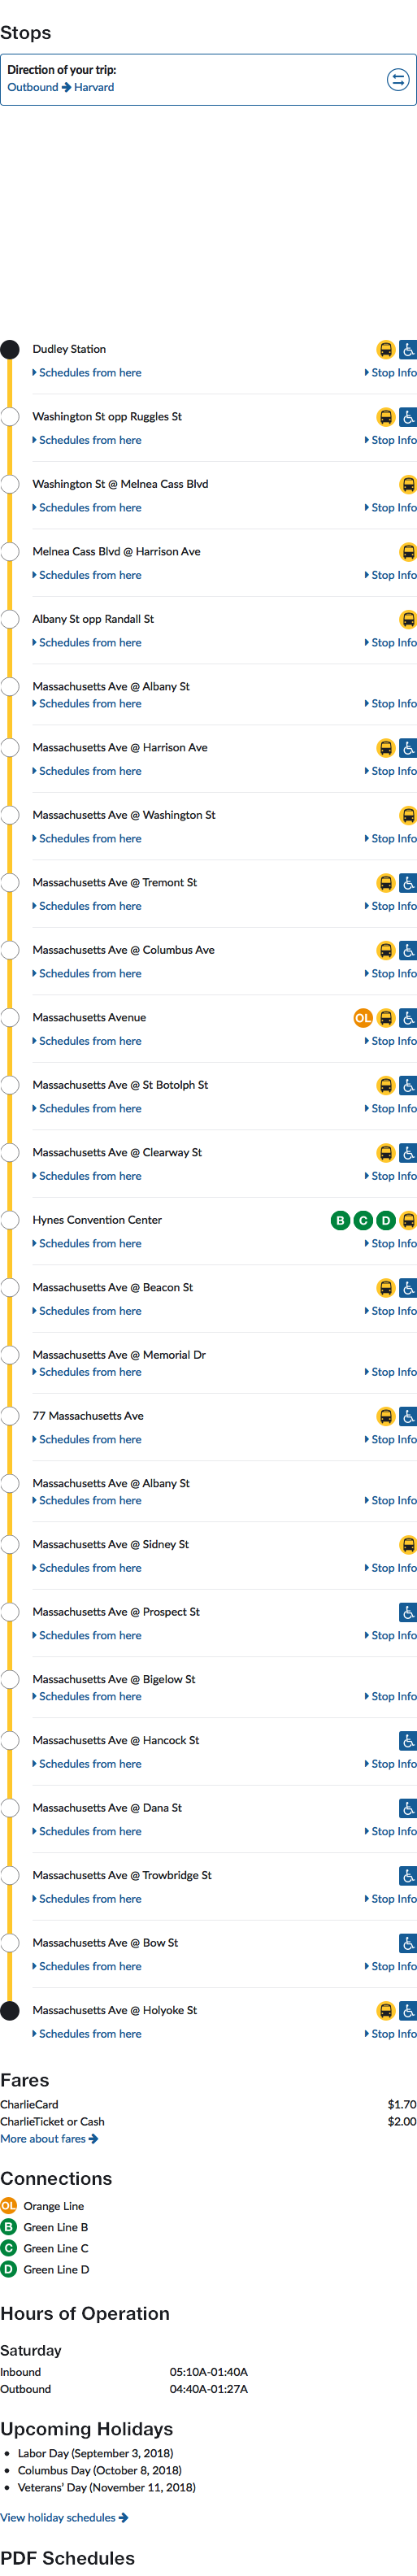 Stops
Direction of your trip:
Outbound → Harvard
Dudley Station
Schedules from here Stop Info
Washington St opp Ruggles St
Schedules from here Stop Info
Washington St @ Melnea Cass Blvd
Schedules from here Stop Info
Melnea Cass Blvd @ Harrison Ave
Schedules from here Stop Info
Albany St opp Randall St
Schedules from here Stop Info
Massachusetts Ave @ Albany St
Schedules from here Stop Info
Massachusetts Ave @ Harrison Ave
Schedules from here Stop Info
Massachusetts Ave @ Washington St
Schedules from here Stop Info
Massachusetts Ave @ Tremont St
Schedules from here Stop Info
Massachusetts Ave @ Columbus Ave
Schedules from here Stop Info
Massachusetts Avenue OL
Schedules from here Stop Info
Massachusetts Ave @ St Botolph St
Schedules from here Stop Info
Massachusetts Ave @ Clearway St
Schedules from here Stop Info
Hynes Convention Center B C D
Schedules from here Stop Info
Massachusetts Ave @ Beacon St
Schedules from here Stop Info
Massachusetts Ave @ Memorial Dr
Schedules from here Stop Info
77 Massachusetts Ave
Schedules from here Stop Info
Massachusetts Ave @ Albany St
Schedules from here Stop Info
Massachusetts Ave @ Sidney St
Schedules from here Stop Info
Massachusetts Ave @ Prospect St
Schedules from here Stop Info
Massachusetts Ave @ Bigelow St
Schedules from here Stop Info
Massachusetts Ave @ Hancock St
Schedules from here Stop Info
Massachusetts Ave @ Dana St
Schedules from here Stop Info
Massachusetts Ave @ Trowbridge St
Schedules from here Stop Info
Massachusetts Ave @ Bow St
Schedules from here Stop Info
Massachusetts Ave @ Holyoke St
Schedules from here Stop Info
Fares
CharlieCard $1.70
CharlieTicket or Cash $2.00
More about fares →
Connections
OL Orange Line
B Green Line B
C Green Line C
D Green Line D
Hours of Operation
Saturday
Inbound 05:10A-01:40A
Outbound 04:40A-01:27A
Upcoming Holidays
• Labor Day (September 3, 2018)
• Columbus Day (October 8, 2018)
• Veterans’ Day (November 11, 2018)
View holiday schedules →
PDF Schedules